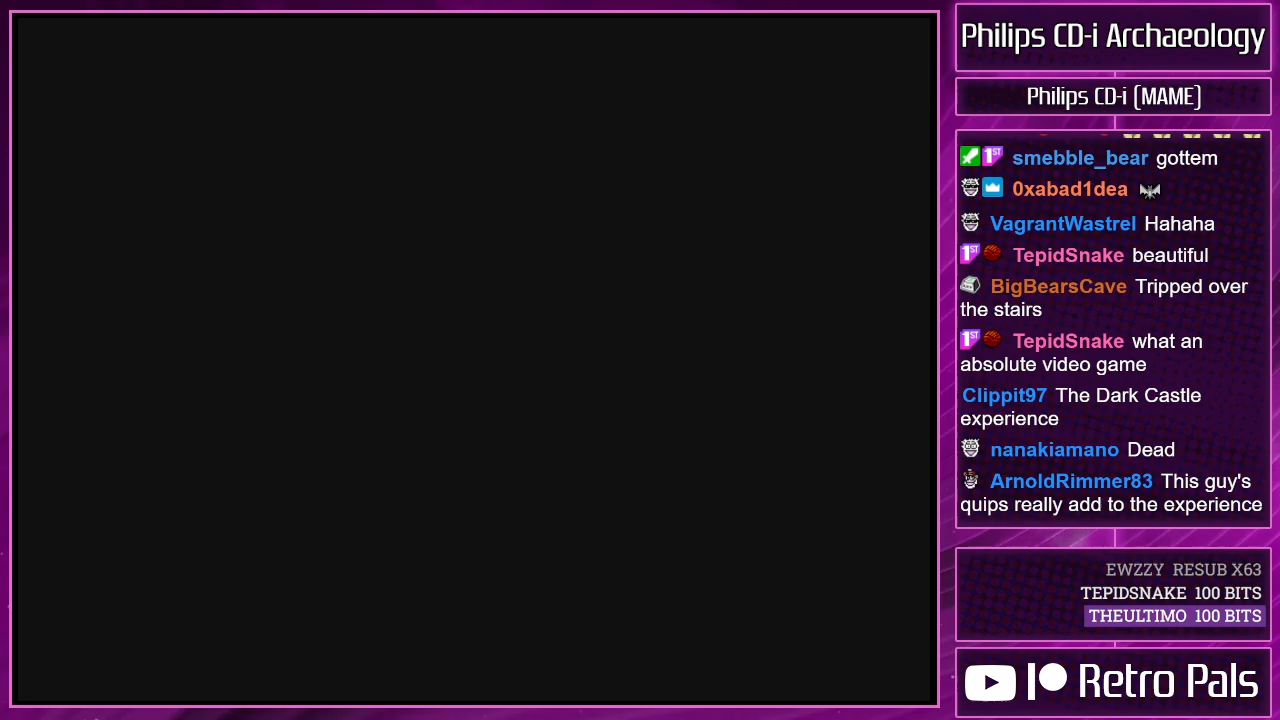 Philips CD-i Archaeology
Philips CD-i [MAME]
smebble_bear gottem
0xabad1dea
VagrantWastrel Hahaha
TepidSnake beautiful
BigBearsCave Tripped over
the stairs
TepidSnake what an
absolute video game
Clippit97 The Dark Castle
experience
nanakiamano Dead
ArnoldRimmer83 This guy's
quips really add to the experience
EWZZY RESUB X63
TEPIDSNAKE 100 BITS
THEULTIMO 100 BITS
Retro Pals